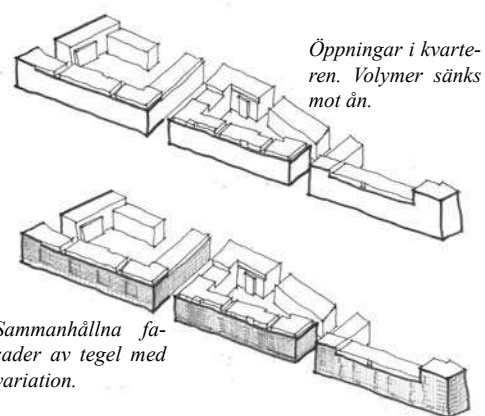 Öppningar i kvarte-
ren. Volymer sänks
mot ån.
Sammanhållna fa-
sader av tegel med
variation.